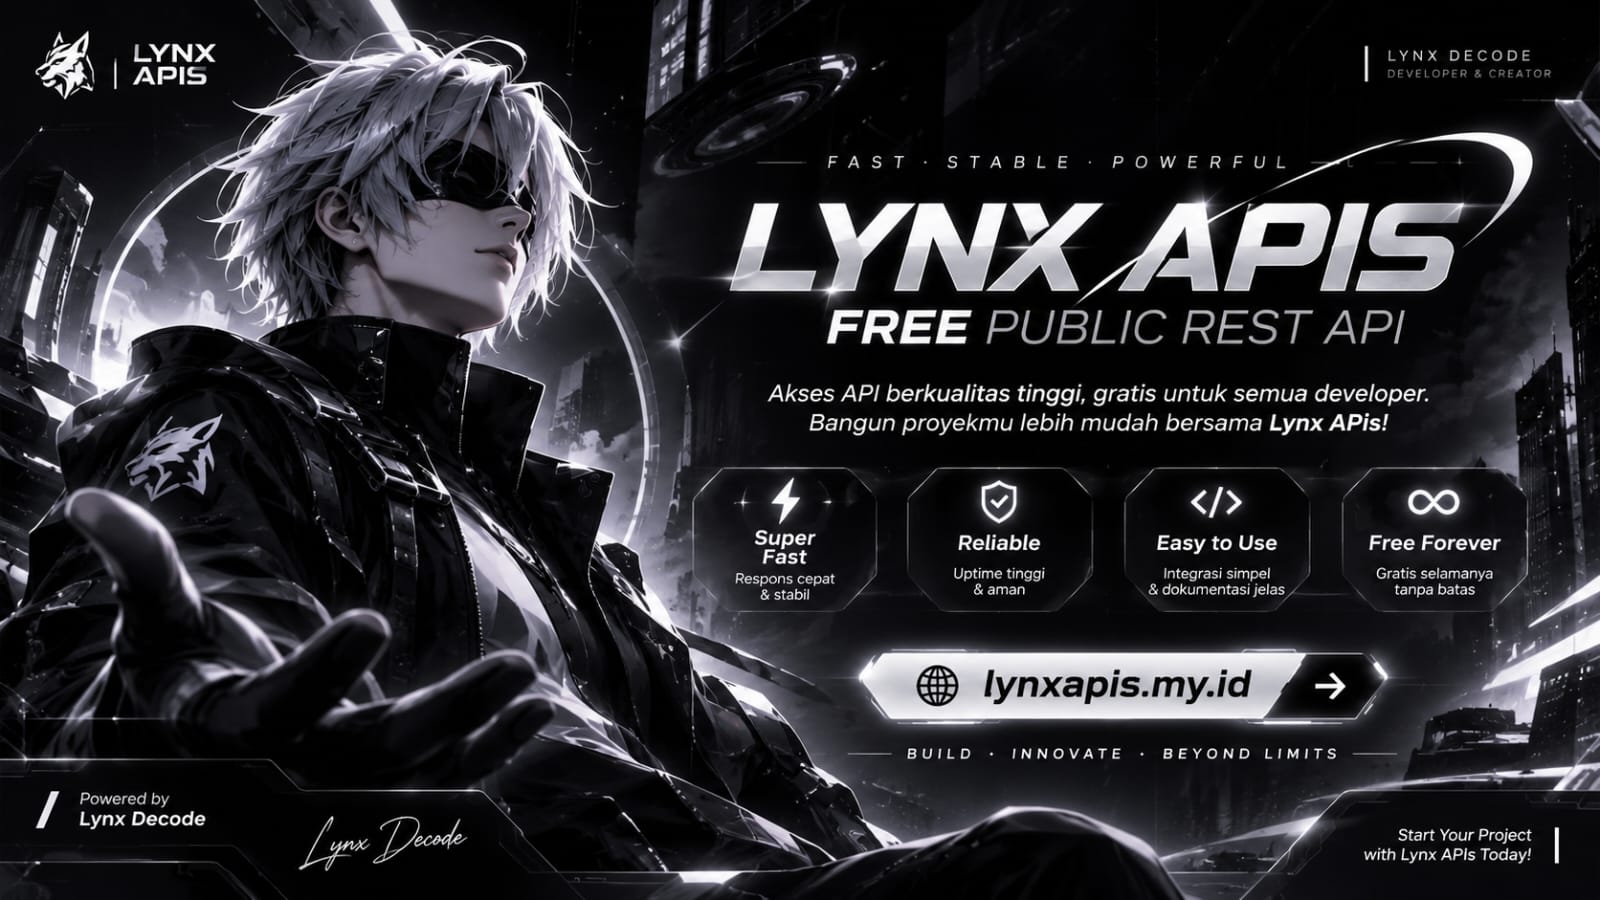 LYNX
APIS
LYNX DECODE
DEVELOPER & CREATOR
FAST · STABLE · POWERFUL
LYNX APIS
FREE PUBLIC REST API
Akses API berkualitas tinggi, gratis untuk semua developer.
Bangun proyekmu lebih mudah bersama Lynx APis!
Super
Fast
Respons cepat
& stabil
Reliable
Uptime tinggi
& aman
</> 
Easy to Use
Integrasi simpel
& dokumentasi jelas
Free Forever
Gratis selamanya
tanpa batas
lynxapis.my.id
BUILD · INNOVATE · BEYOND LIMITS
Powered by
Lynx Decode
Lynx Decode
Start Your Project
with Lynx APIs Today!